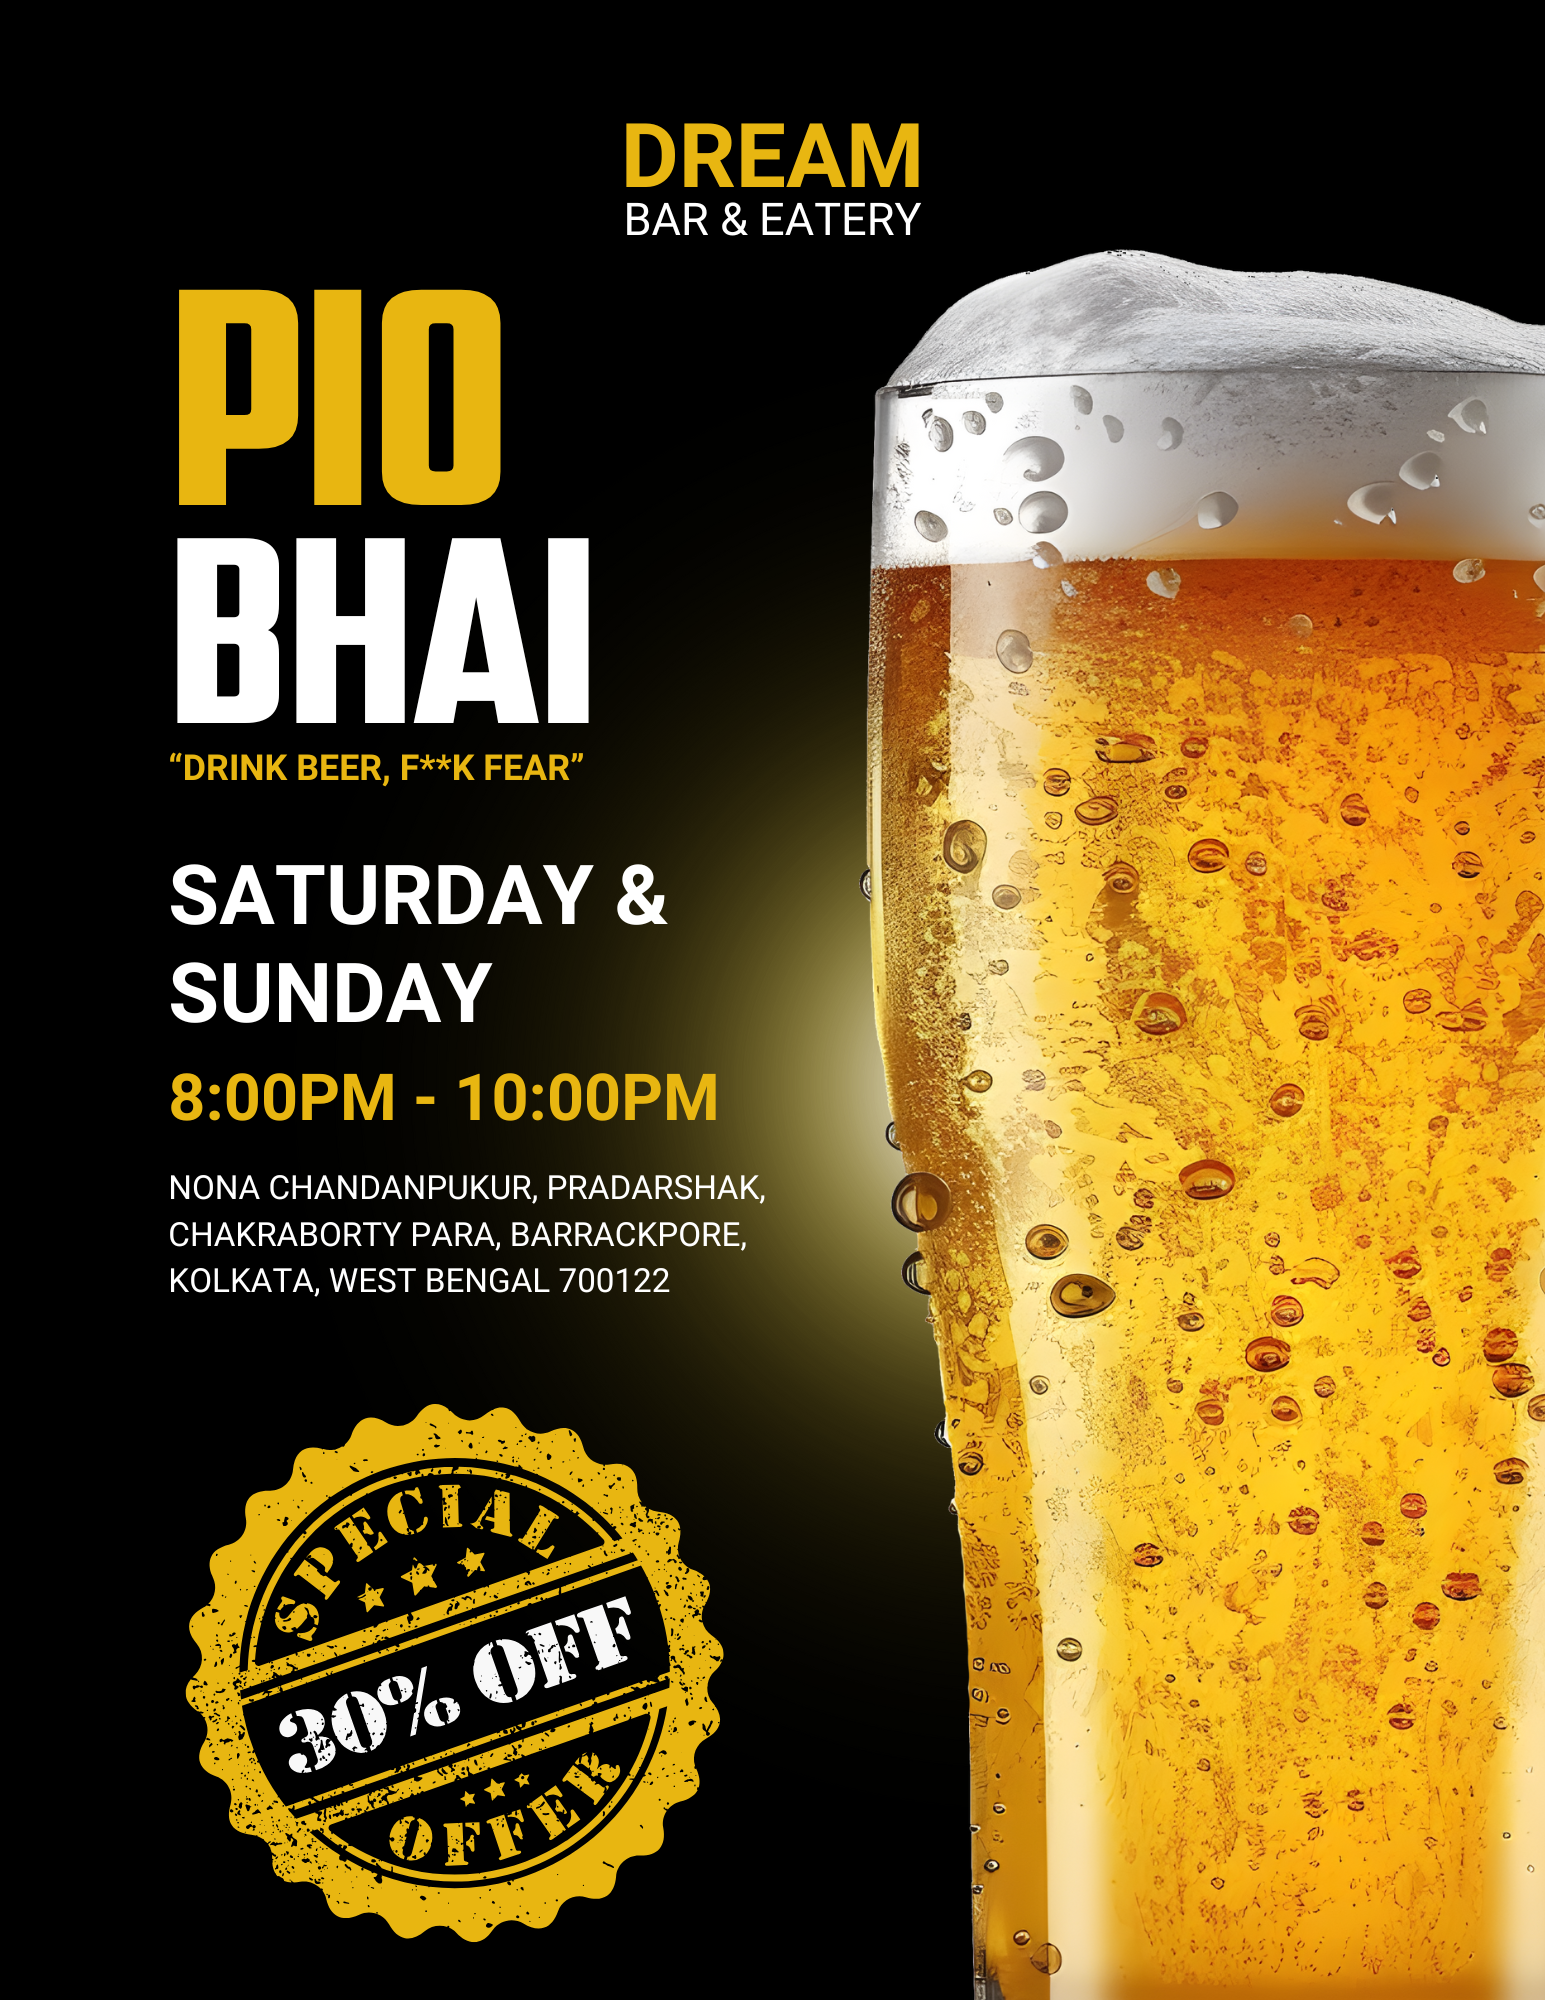 DREAM
BAR & EATERY
PIO
BHAI
“DRINK BEER, F**K FEAR”
SATURDAY &
SUNDAY
8:00PM - 10:00PM
NONA CHANDANPUKUR, PRADARSHAK,
CHAKRABORTY PARA, BARRACKPORE,
KOLKATA, WEST BENGAL 700122
SPECIAL
30% OFF
OFFER